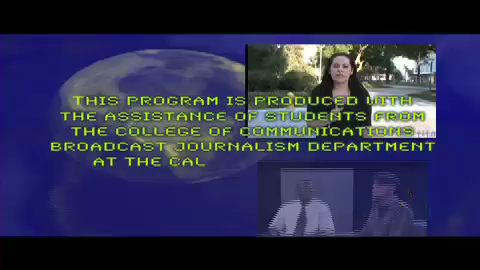 THIS PROGRAM IS PRODUCED WITH
THE ASSISTANCE OF STUDENTS FROM
THE COLLEGE OF COMMUNICATIONS
BROADCAST JOURNALISM DEPARTMENT
AT THE CAL